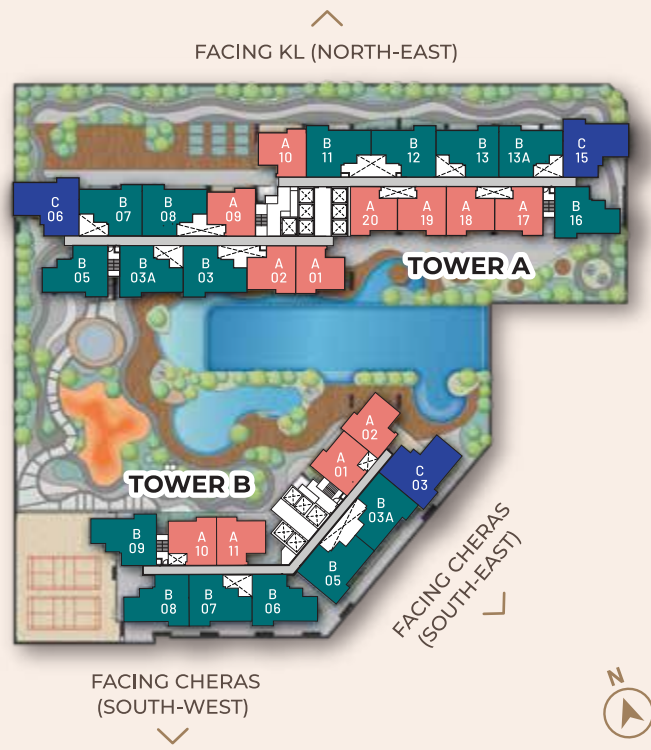 FACING KL (NORTH-EAST)
A
10
B
11
B
12
B
13
B
13A
C
15
C
06
B
07
B
08
A
09
A
20
A
19
A
18
A
17
B
16
B
05
B
03A
B
03
A
02
A
01
TOWER A
A
02
A
01
C
03
TOWER B
B
03A
B
09
A
10
A
11
B
05
B
08
B
07
B
06
FACING CHERAS
(SOUTH-EAST)
FACING CHERAS
(SOUTH-WEST)
N